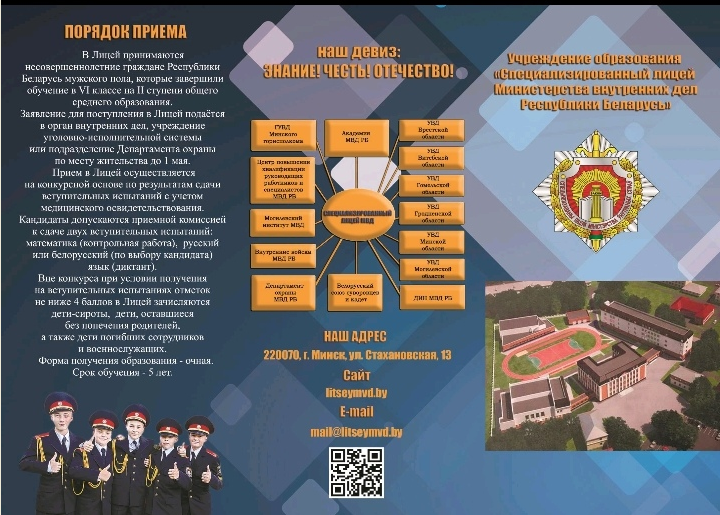 ПОРЯДОК ПРИЕМА
В Лицей принимаются
несовершеннолетние граждане Республики
Беларусь мужского пола, которые завершили
обучение в VI классе на II ступени общего
среднего образования.
Заявление для поступления в Лицей подаётся
в орган внутренних дел, учреждение
уголовно-исполнительной системы
или подразделение Департамента охраны
по месту жительства до 1 мая.
Прием в Лицей осуществляется
на конкурсной основе по результатам сдачи
вступительных испытаний с учетом
медицинского освидетельствования.
Кандидаты допускаются приемной комиссией
к сдаче двух вступительных испытаний:
математика (контрольная работа), русский
или белорусский (по выбору кандидата)
язык (диктант).
Вне конкурса при условии получения
на вступительных испытаниях отметок
не ниже 4 баллов в Лицей зачисляются
дети-сироты, дети, оставшиеся
без попечения родителей,
а также дети погибших сотрудников
и военнослужащих.
Форма получения образования - очная.
Срок обучения - 5 лет.
наш девиз:
ЗНАНИЕ! ЧЕСТЬ! ОТЕЧЕСТВО!
ГУВД
Минского
горисполкома
Центр повышения
квалификации
руководящих
работников и
специалистов
МВД РБ
Могилевский
институт МВД
Внутренние войска
МВД РБ
Департамент
охраны
МВД РБ
Академия
МВД РБ
СПЕЦИАЛИЗИРОВАННЫЙ
ЛИЦЕЙ МВД
Белорусский
союз суворовцев
и кадет
УВД
Брестской
области
УВД
Витебской
области
УВД
Гомельской
области
УВД
Гродненской
области
УВД
Минской
области
УВД
Могилевской
области
ДИН МВД РБ
НАШ АДРЕС
220070, г. Минск, ул. Стахановская, 13
Сайт
litseymvd.by
E-mail
mail@litseymvd.by
Учреждение образования
«Специализированный лицей
Министерства внутренних дел
Республики Беларусь»